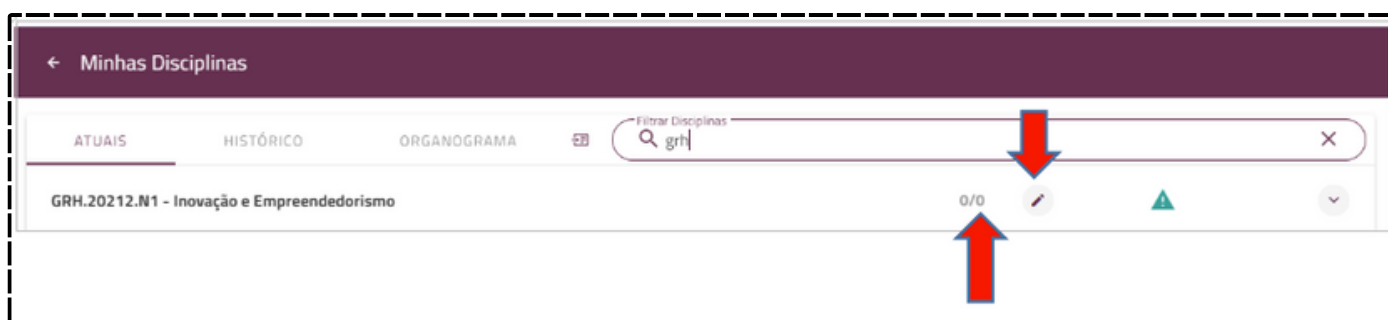 Minhas Disciplinas
ATUAIS HISTÓRICO ORGANOGRAMA Filtrar Disciplinas grh
GRH.20212.N1 - Inovação e Empreendedorismo 0/0